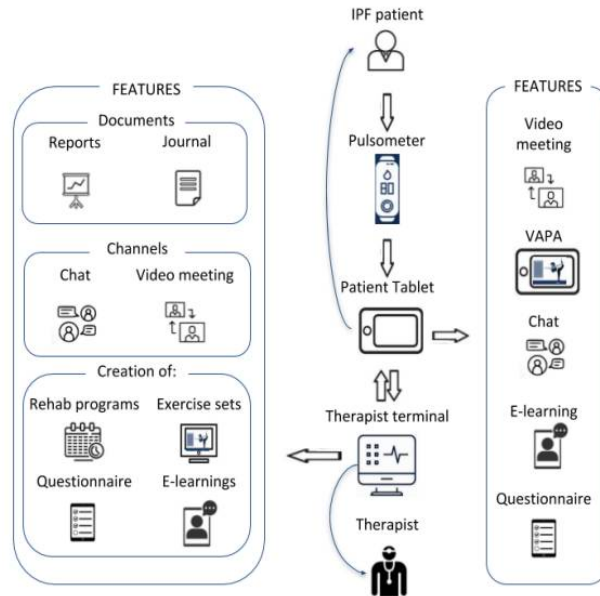 IPF patient
FEATURES
Documents
Reports
Journal
Channels
Chat
Video meeting
Creation of:
Rehab programs
Exercise sets
Questionnaire
E-learnings
Pulsometer
Patient Tablet
Therapist terminal
Therapist
FEATURES
Video
meeting
VAPA
Chat
E-learning
Questionnaire